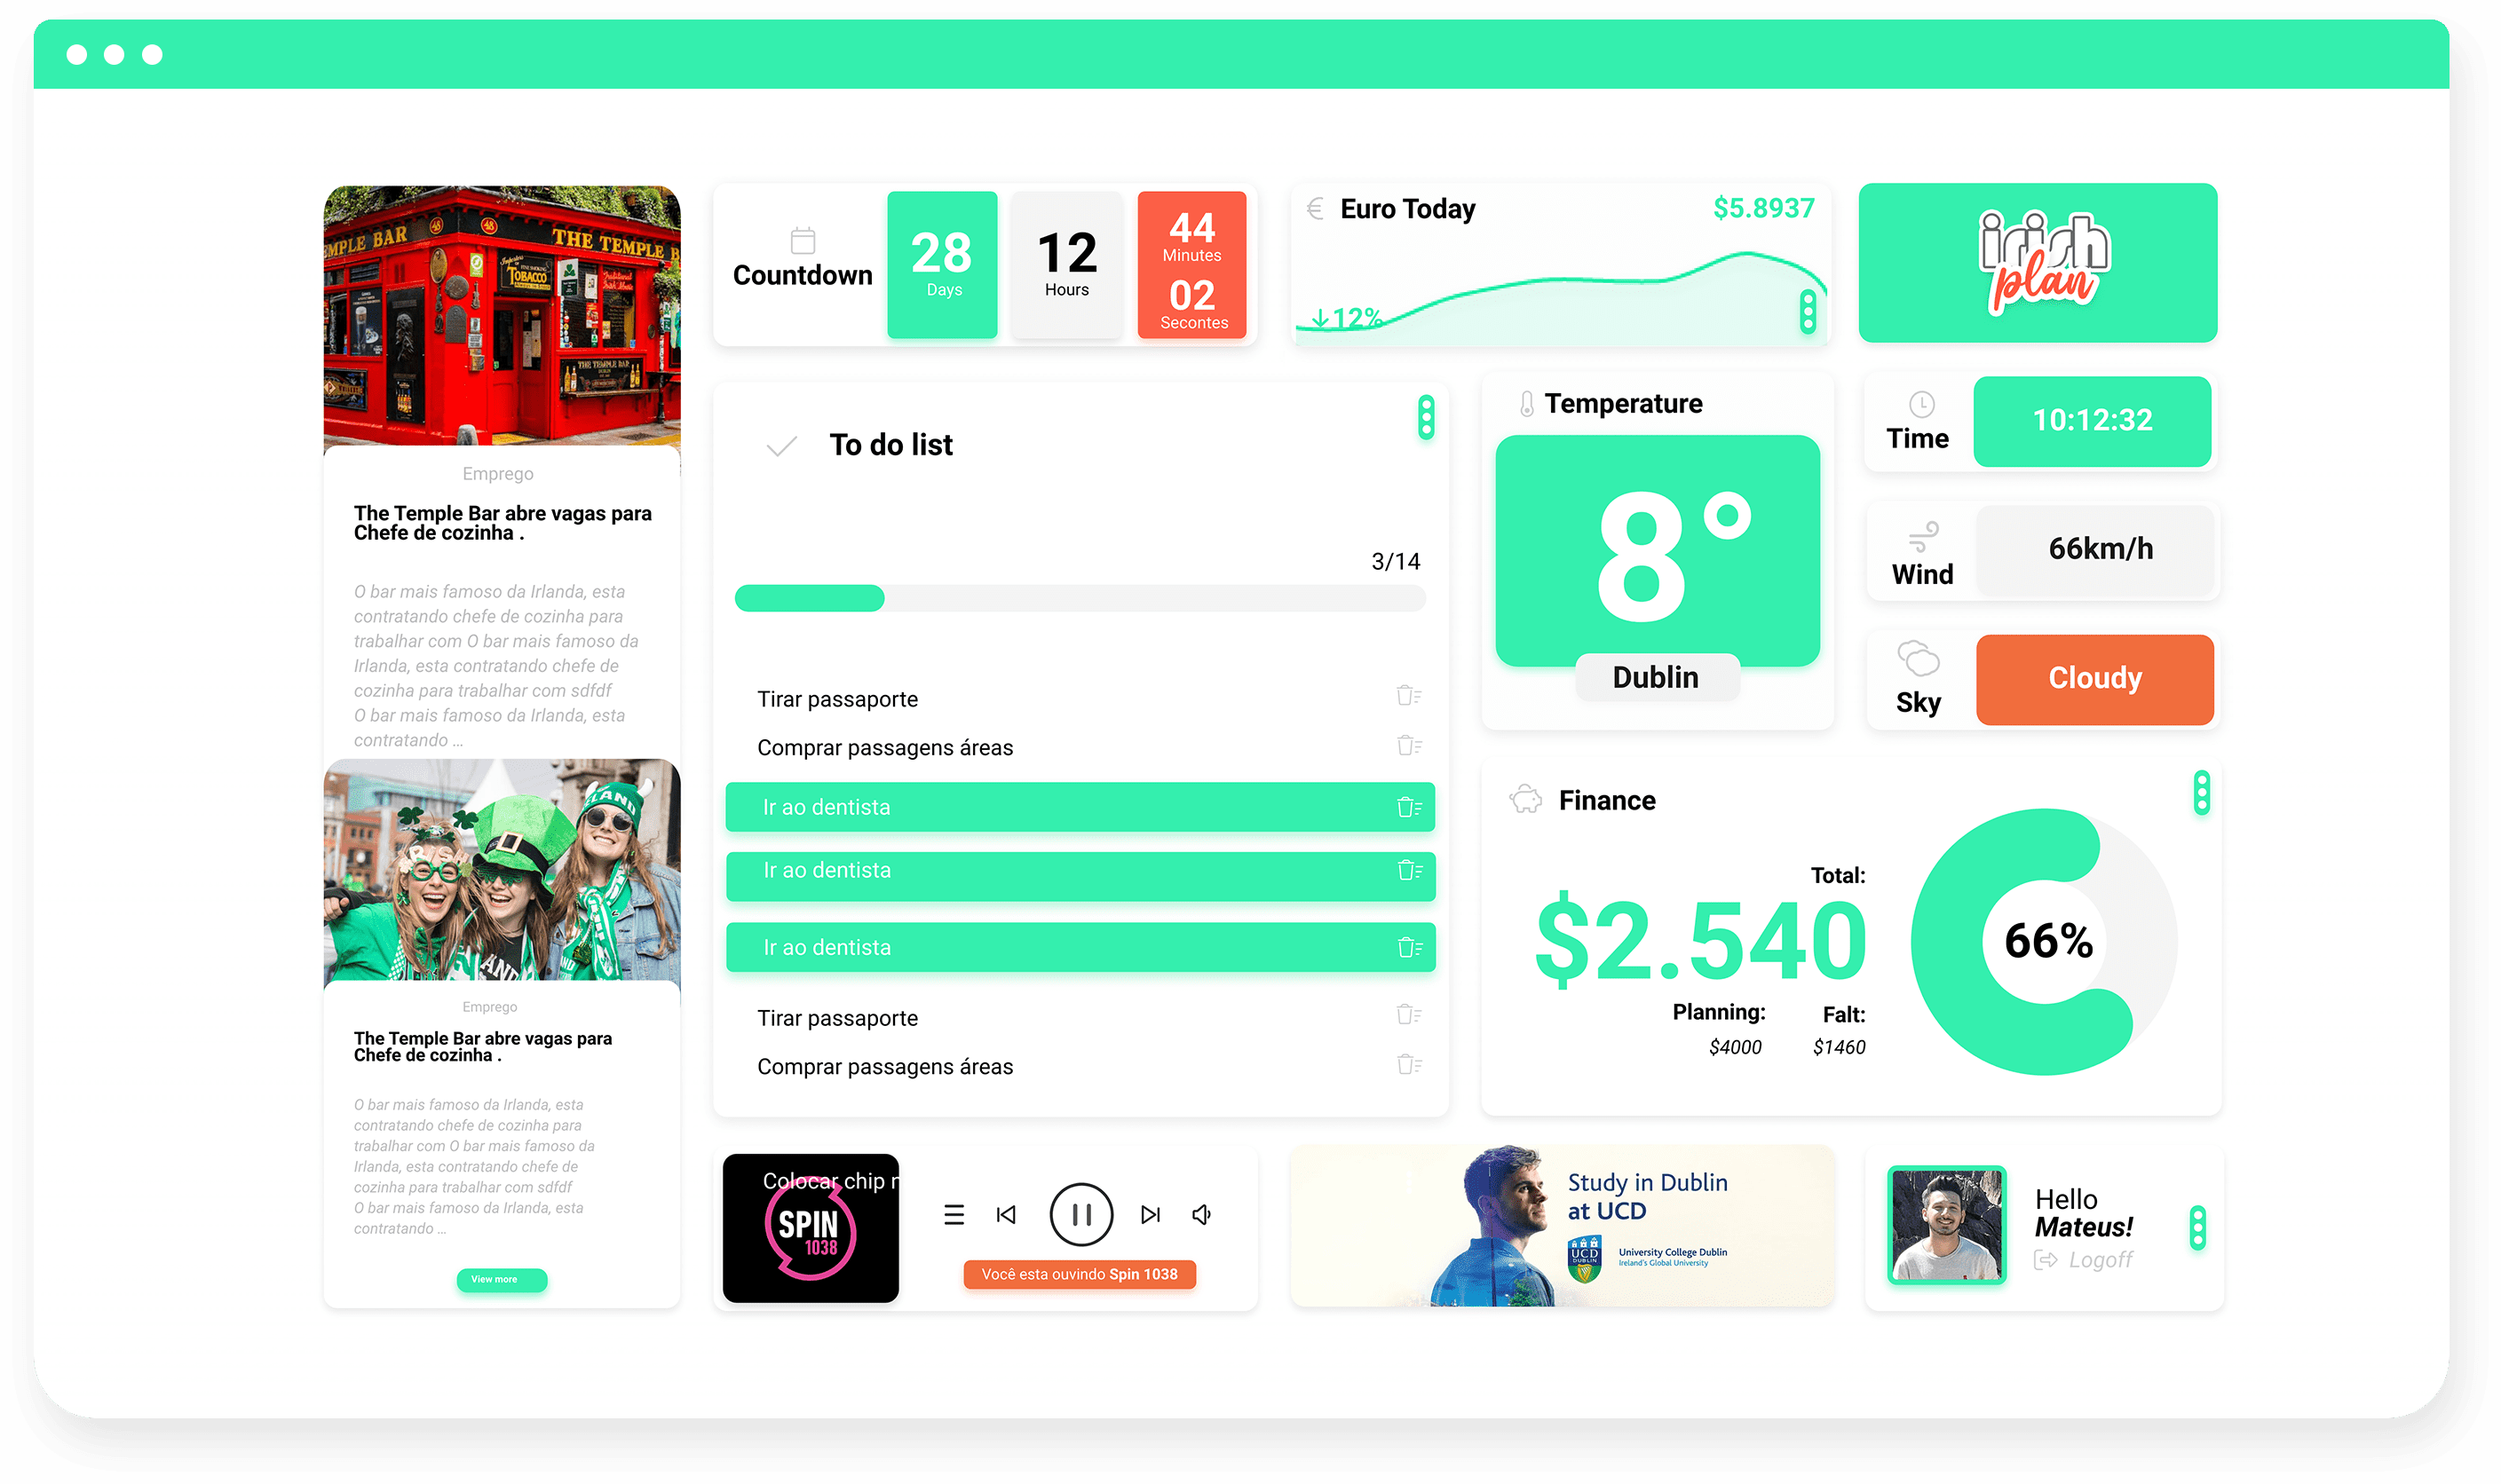 TEMPLE BAR
48
48
THE TEMPLE B
TOBACCO
THE TEMPLE BAR
Emprego
The Temple Bar abre vagas para
Chefe de cozinha .
O bar mais famoso da Irlanda, esta
contratando chefe de cozinha para
trabalhar com O bar mais famoso da
Irlanda, esta contratando chefe de
cozinha para trabalhar com sdfdf
O bar mais famoso da Irlanda, esta
contratando ...
Emprego
The Temple Bar abre vagas para
Chefe de cozinha .
O bar mais famoso da Irlanda, esta
contratando chefe de cozinha para
trabalhar com O bar mais famoso da
Irlanda, esta contratando chefe de
cozinha para trabalhar com sdfdf
O bar mais famoso da Irlanda, esta
contratando ...
View more
Countdown
28
Days
12
Hours
44
Minutes
02
Secontes
Euro Today
$5.8937
↓12%
irish
plan
To do list
3/14
Tirar passaporte
Comprar passagens áreas
Ir ao dentista
Ir ao dentista
Ir ao dentista
Tirar passaporte
Comprar passagens áreas
Temperature
8°
Dublin
Time
10:12:32
Wind
66km/h
Sky
Cloudy
Finance
Total:
$2.540
Planning:
$4000
Falt:
$1460
66%
Colocar chip n
SPIN
1038
Você esta ouvindo Spin 1038
Study in Dublin
at UCD
UCD
DUBLIN
University College Dublin
Ireland's Global University
Hello
Mateus!
Logoff